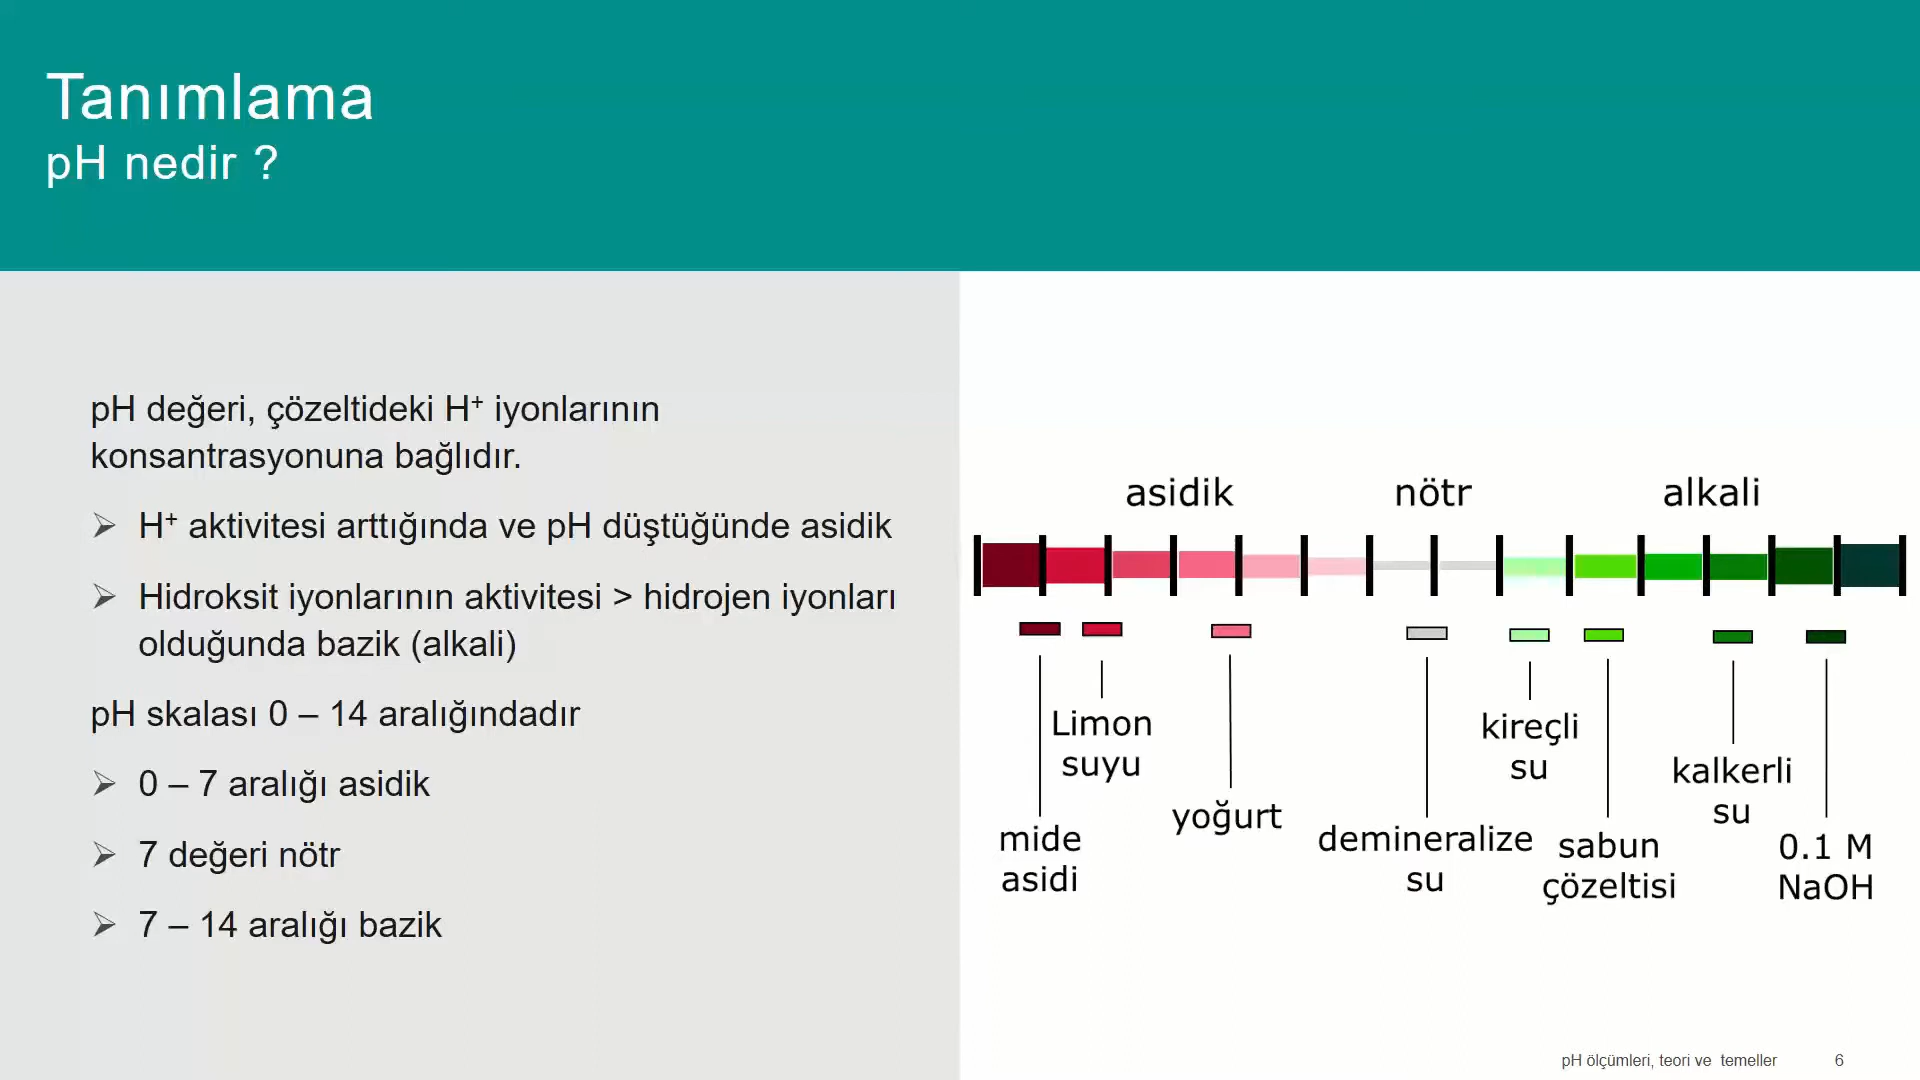 Tanımlama
pH nedir ?
pH değeri, çözeltideki H⁺ iyonlarının
konsantrasyonuna bağlıdır.
➢ H⁺ aktivitesi arttığında ve pH düştüğünde asidik
➢ Hidroksit iyonlarının aktivitesi > hidrojen iyonları
olduğunda bazik (alkali)
pH skalası 0 – 14 aralığındadır
➢ 0 – 7 aralığı asidik
➢ 7 değeri nötr
➢ 7 – 14 aralığı bazik
asidik nötr alkali
mide
asidi
Limon
suyu
yoğurt
demineralize
su
kireçli
su
sabun
çözeltisi
kalkerli
su
0.1 M
NaOH
pH ölçümleri, teori ve temeller 6